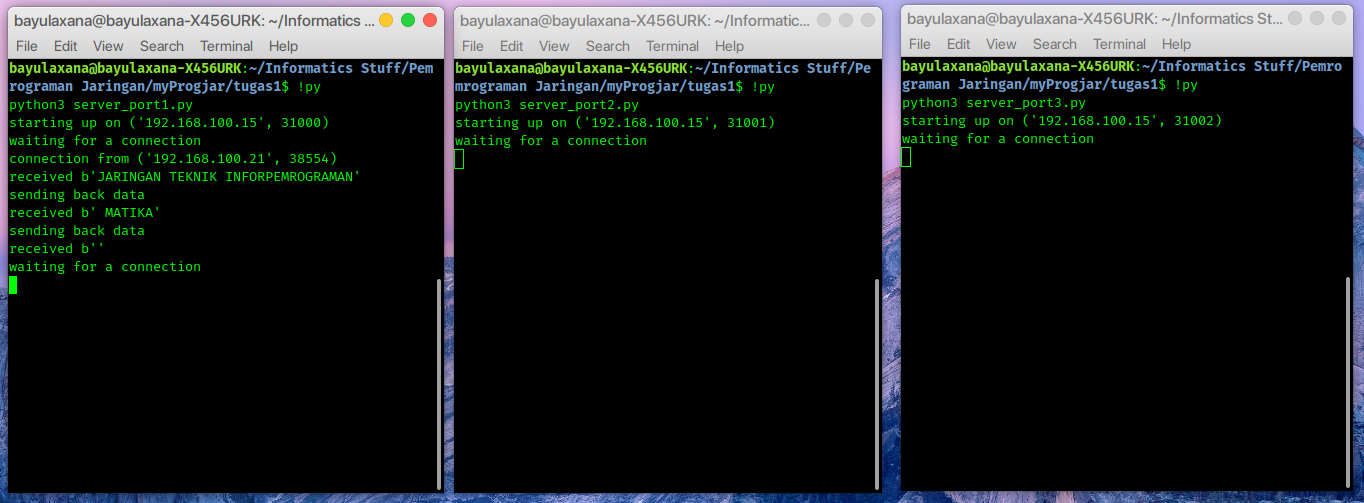 bayulaxana@bayulaxana-X456URK: ~/Informatics ...
File Edit View Search Terminal Help
bayulaxana@bayulaxana-X456URK:~/Informatics Stuff/Pem
rograman Jaringan/myProgjar/tugas1$ !py
python3 server_port1.py
starting up on ('192.168.100.15', 31000)
waiting for a connection
connection from ('192.168.100.21', 38554)
received b'JARINGAN TEKNIK INFORPEMROGRAMAN'
sending back data
received b' MATIKA'
sending back data
received b''
waiting for a connection
bayulaxana@bayulaxana-X456URK: ~/Informatic...
File Edit View Search Terminal Help
bayulaxana@bayulaxana-X456URK:~/Informatics Stuff/Pe
mrograman Jaringan/myProgjar/tugas1$ !py
python3 server_port2.py
starting up on ('192.168.100.15', 31001)
waiting for a connection
bayulaxana@bayulaxana-X456URK: ~/Informatics St...
File Edit View Search Terminal Help
bayulaxana@bayulaxana-X456URK:~/Informatics Stuff/Pemro
graman Jaringan/myProgjar/tugas1$ !py
python3 server_port3.py
starting up on ('192.168.100.15', 31002)
waiting for a connection